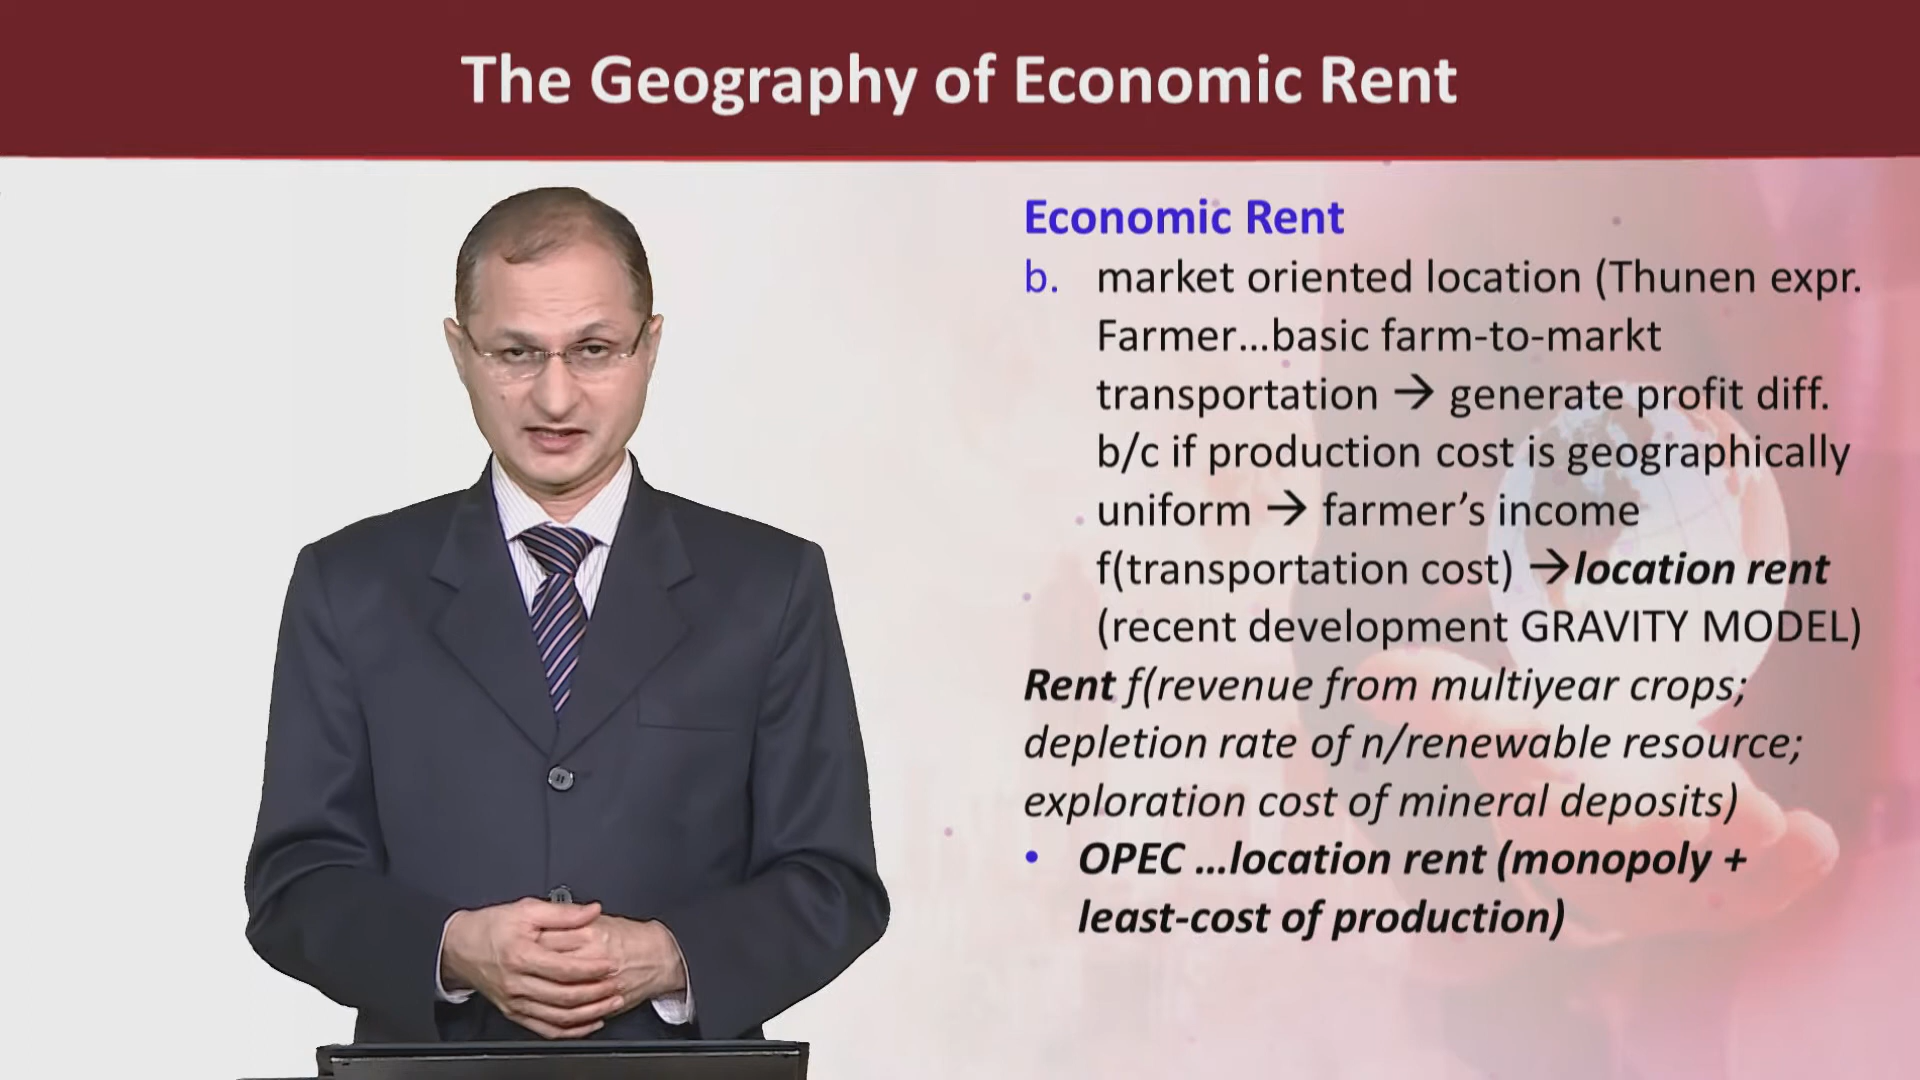 The Geography of Economic Rent
Economic Rent
b. market oriented location (Thunen expr.
Farmer...basic farm-to-markt
transportation → generate profit diff.
b/c if production cost is geographically
uniform → farmer's income
f(transportation cost) →location rent
(recent development GRAVITY MODEL)
Rent f(revenue from multiyear crops;
depletion rate of n/renewable resource;
exploration cost of mineral deposits)
• OPEC ...location rent (monopoly +
least-cost of production)